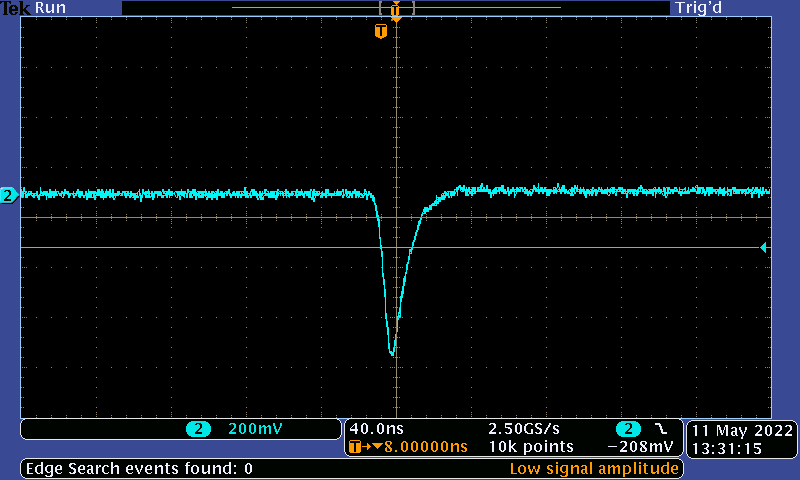 Tek Run Trig'd
T
T
2
2 200mV 40.0ns 2.50GS/s 2
T→▼8.00000ns 10k points −208mV
11 May 2022
13:31:15
Edge Search events found: 0 Low signal amplitude